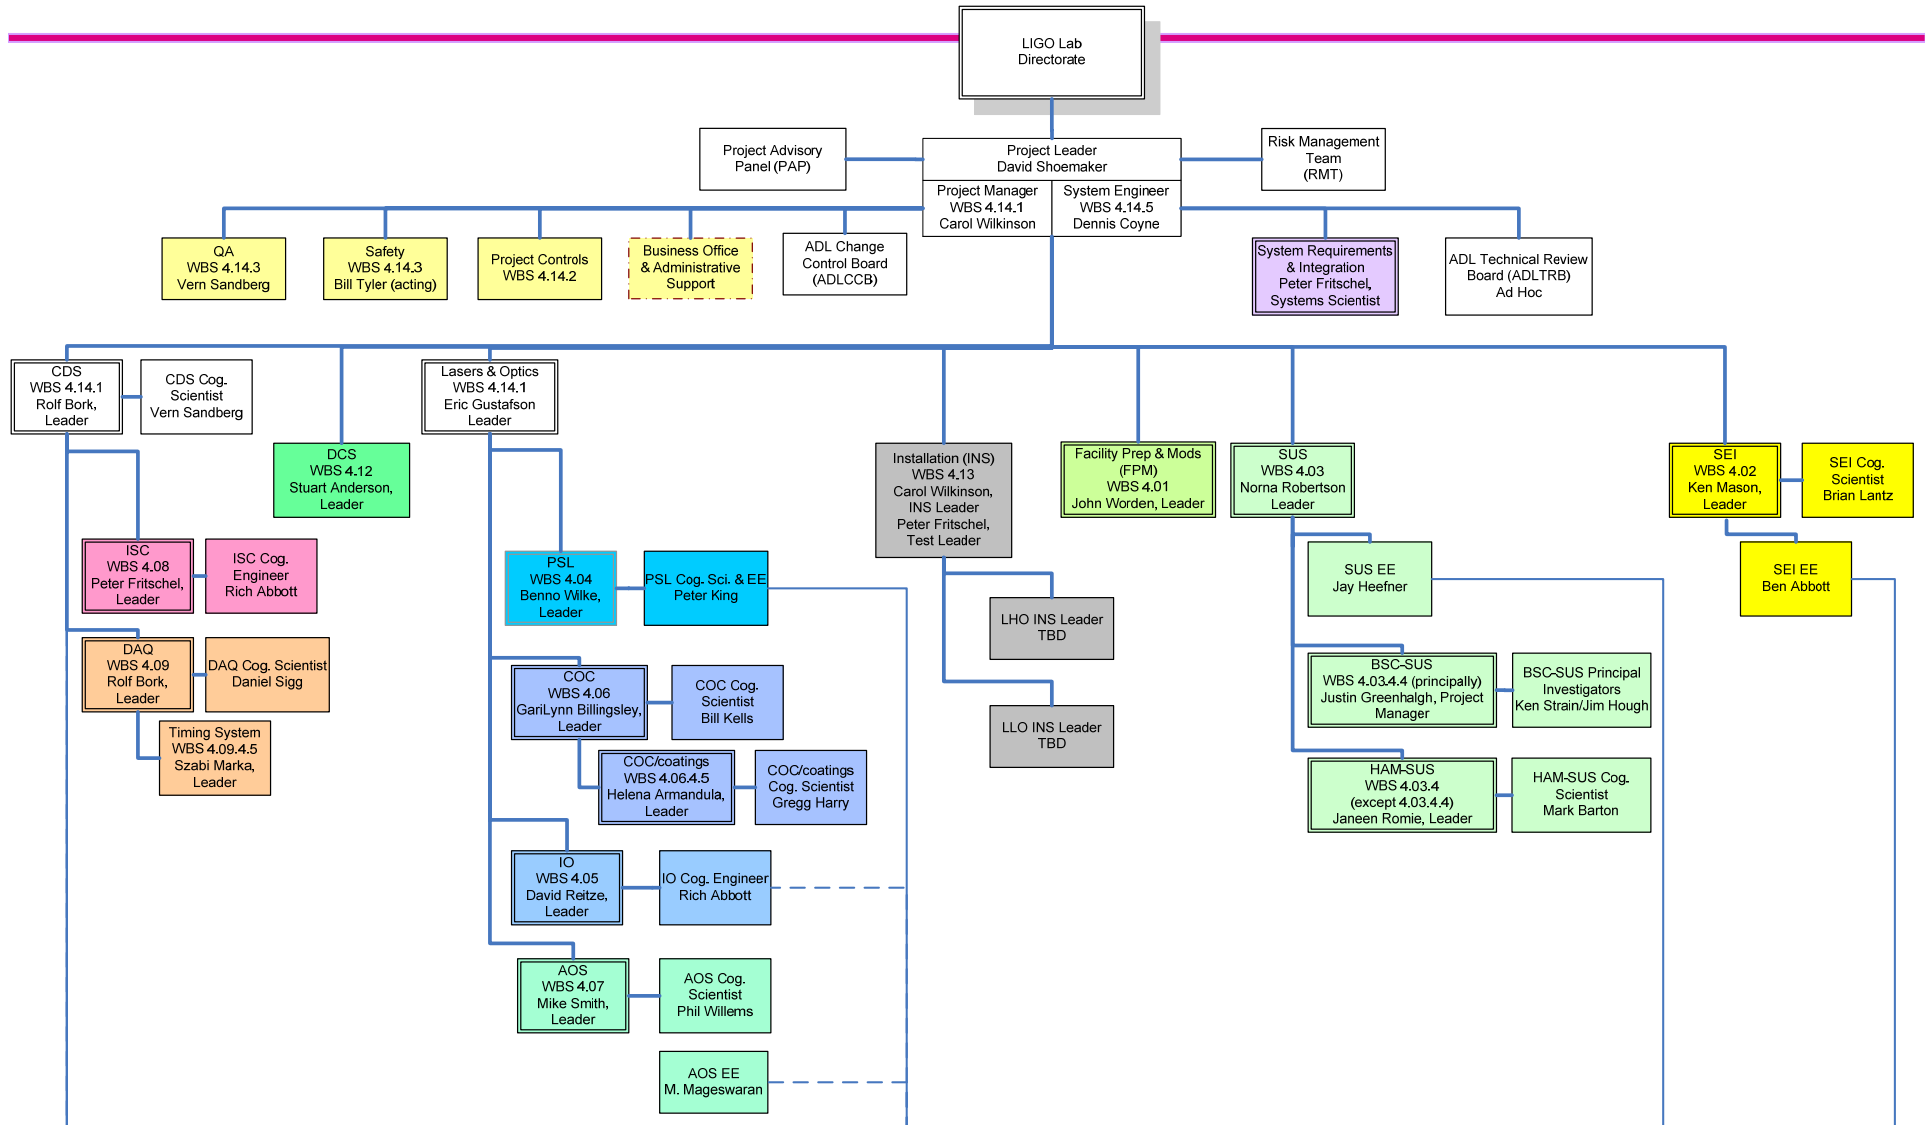 LIGO Lab
Directorate
Project Advisory
Panel (PAP)
Project Leader
David Shoemaker
Risk Management
Team
(RMT)
Project Manager
WBS 4.14.1
Carol Wilkinson
System Engineer
WBS 4.14.5
Dennis Coyne
QA
WBS 4.14.3
Vern Sandberg
Safety
WBS 4.14.3
Bill Tyler (acting)
Project Controls
WBS 4.14.2
Business Office
& Administrative
Support
ADL Change
Control Board
(ADLCCB)
System Requirements
& Integration
Peter Fritschel,
Systems Scientist
ADL Technical Review
Board (ADLTRB)
Ad Hoc
CDS
WBS 4.14.1
Rolf Bork,
Leader
CDS Cog.
Scientist
Vern Sandberg
Lasers & Optics
WBS 4.14.1
Eric Gustafson
Leader
DCS
WBS 4.12
Stuart Anderson,
Leader
Installation (INS)
WBS 4.13
Carol Wilkinson,
INS Leader
Peter Fritschel,
Test Leader
Facility Prep & Mods
(FPM)
WBS 4.01
John Worden, Leader
SUS
WBS 4.03
Norna Robertson
Leader
SEI
WBS 4.02
Ken Mason,
Leader
SEI Cog.
Scientist
Brian Lantz
ISC
WBS 4.08
Peter Fritschel,
Leader
ISC Cog.
Engineer
Rich Abbott
PSL
WBS 4.04
Benno Wilke,
Leader
PSL Cog. Sci. & EE
Peter King
SUS EE
Jay Heefner
SEI EE
Ben Abbott
LHO INS Leader
TBD
DAQ
WBS 4.09
Rolf Bork,
Leader
DAQ Cog. Scientist
Daniel Sigg
COC
WBS 4.06
GariLynn Billingsley,
Leader
COC Cog.
Scientist
Bill Kells
BSC-SUS
WBS 4.03.4.4 (principally)
Justin Greenhalgh, Project
Manager
BSC-SUS Principal
Investigators
Ken Strain/Jim Hough
LLO INS Leader
TBD
Timing System
WBS 4.09.4.5
Szabi Marka,
Leader
COC/coatings
WBS 4.06.4.5
Helena Armandula,
Leader
COC/coatings
Cog. Scientist
Gregg Harry
HAM-SUS
WBS 4.03.4
(except 4.03.4.4)
Janeen Romie, Leader
HAM-SUS Cog.
Scientist
Mark Barton
IO
WBS 4.05
David Reitze,
Leader
IO Cog. Engineer
Rich Abbott
AOS
WBS 4.07
Mike Smith,
Leader
AOS Cog.
Scientist
Phil Willems
AOS EE
M. Mageswaran